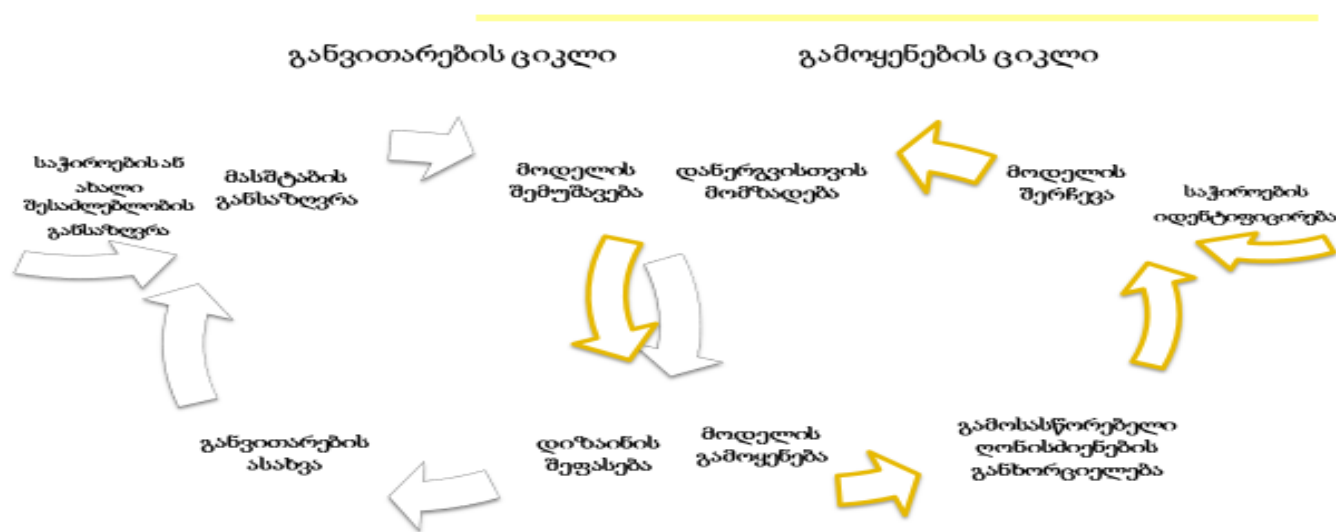 განვითარების ციკლი
გამოყენების ციკლი
საჭიროების ან
ახალი
შესაძლებლობის
განსაზღვრა
მასშტაბის
განსაზღვრა
მოდელის
შემუშავება
დანერგვისთვის
მომზადება
მოდელის
შერჩევა
საჭიროების
იდენტიფიცირება
განვითარების
ასახვა
დიზაინის
შეფასება
მოდელის
გამოყენება
გამოსასწორებელი
ღონისძიენების
განხორციელება